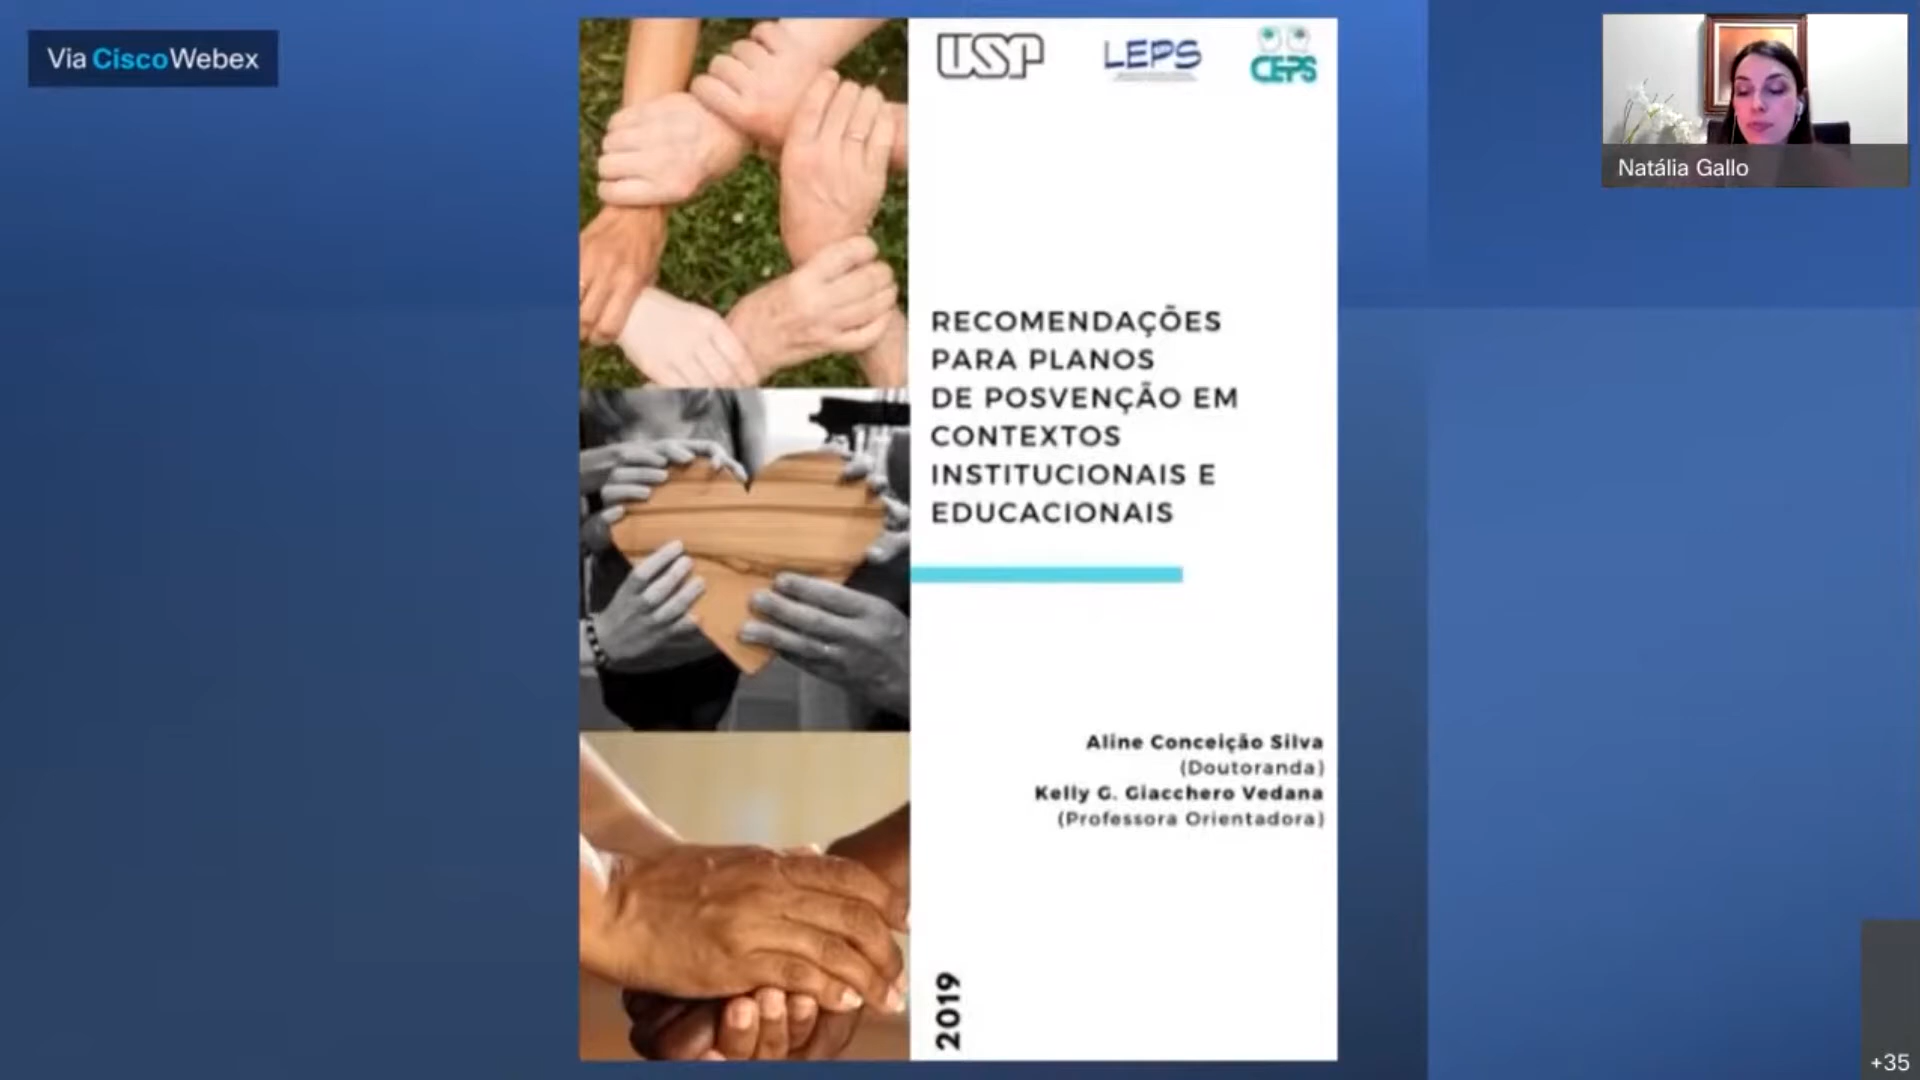 Via CiscoWebex
USP
LEPS
CEPS
Natália Gallo
RECOMENDAÇÕES
PARA PLANOS
DE POSVENÇÃO EM
CONTEXTOS
INSTITUCIONAIS E
EDUCACIONAIS
Aline Conceição Silva
(Doutoranda)
Kelly G. Giacchero Vedana
(Professora Orientadora)
2019
+35